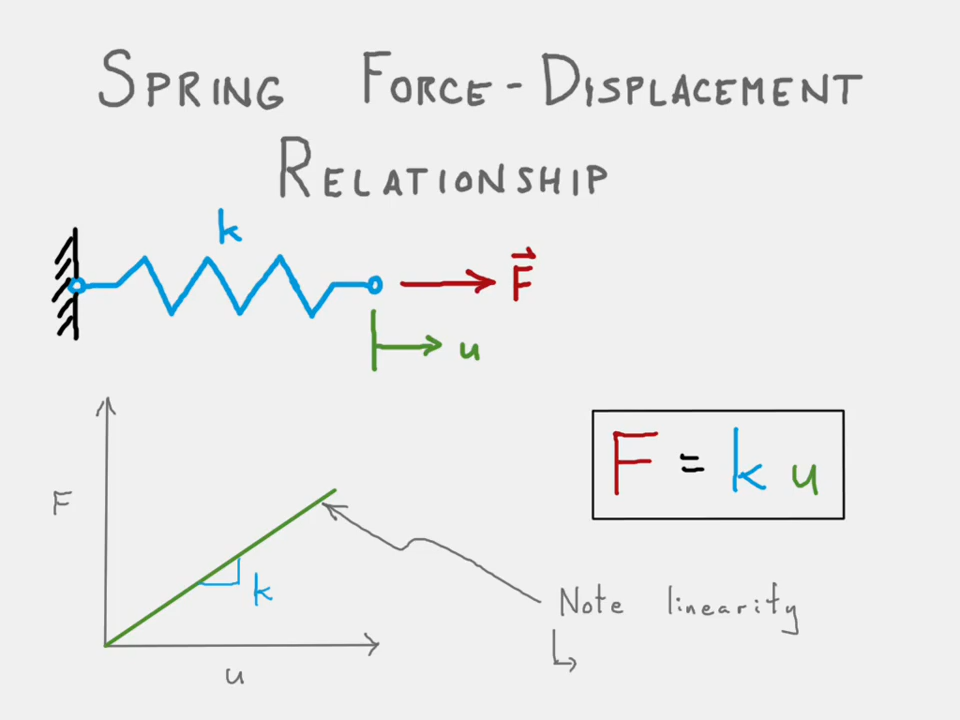 SPRING FORCE-DISPLACEMENT
RELATIONSHIP
k
F
u
F
F = k u
k
Note linearity
u